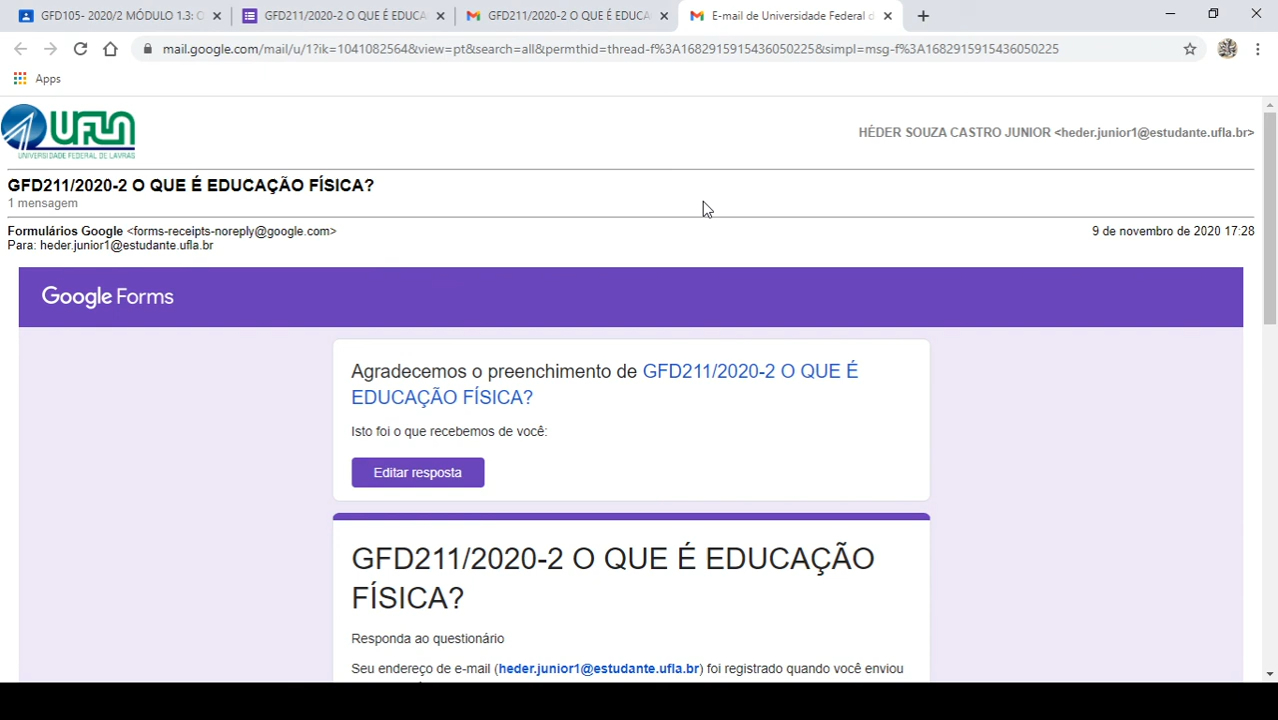 GFD105- 2020/2 MÓDULO 1.3: O
GFD211/2020-2 O QUE É EDUCA
GFD211/2020-2 O QUE É EDUCA
E-mail de Universidade Federal d
mail.google.com/mail/u/1?ik=1041082564&view=pt&search=all&permthid=thread-f%3A1682915915436050225&simpl=msg-f%3A1682915915436050225
Apps
UFLA
UNIVERSIDADE FEDERAL DE LAVRAS
HÉDER SOUZA CASTRO JUNIOR <heder.junior1@estudante.ufla.br>
GFD211/2020-2 O QUE É EDUCAÇÃO FÍSICA?
1 mensagem
Formulários Google <forms-receipts-noreply@google.com>
9 de novembro de 2020 17:28
Para: heder.junior1@estudante.ufla.br
Google Forms
Agradecemos o preenchimento de GFD211/2020-2 O QUE É
EDUCAÇÃO FÍSICA?
Isto foi o que recebemos de você:
Editar resposta
GFD211/2020-2 O QUE É EDUCAÇÃO
FÍSICA?
Responda ao questionário
Seu endereço de e-mail (heder.junior1@estudante.ufla.br) foi registrado quando você enviou